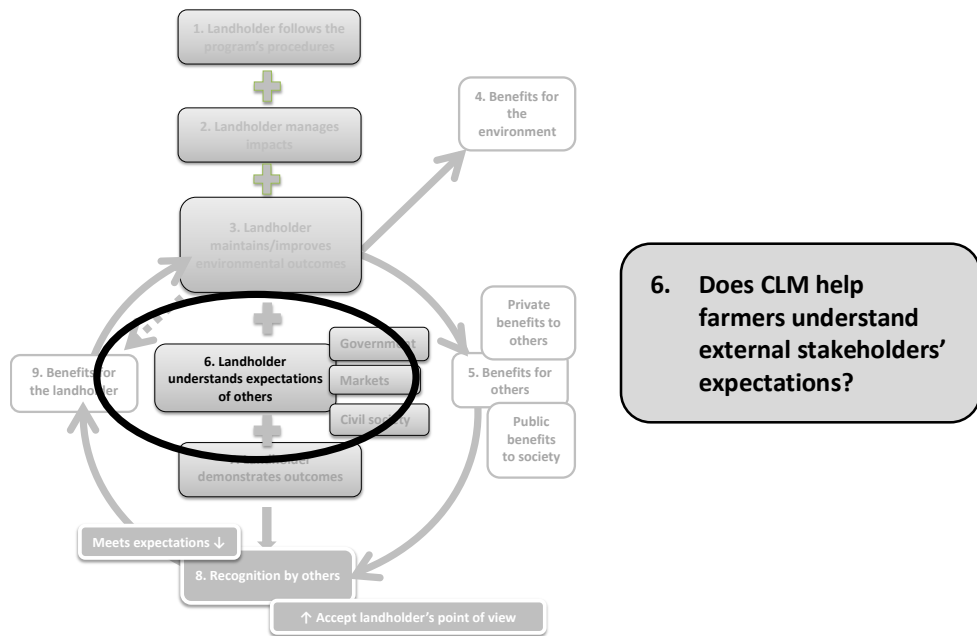 1. Landholder follows the
program's procedures
2. Landholder manages
impacts
4. Benefits for
the
environment
3. Landholder
maintains/improves
environmental outcomes
6. Landholder
understands expectations
of others
Government
Markets
Civil society
Private
benefits to
others
5. Benefits for
others
Public
benefits
to society
9. Benefits for
the landholder
Landholder
demonstrates outcomes
Meets expectations ↓
8. Recognition by others
↑ Accept landholder's point of view
6. Does CLM help
farmers understand
external stakeholders'
expectations?